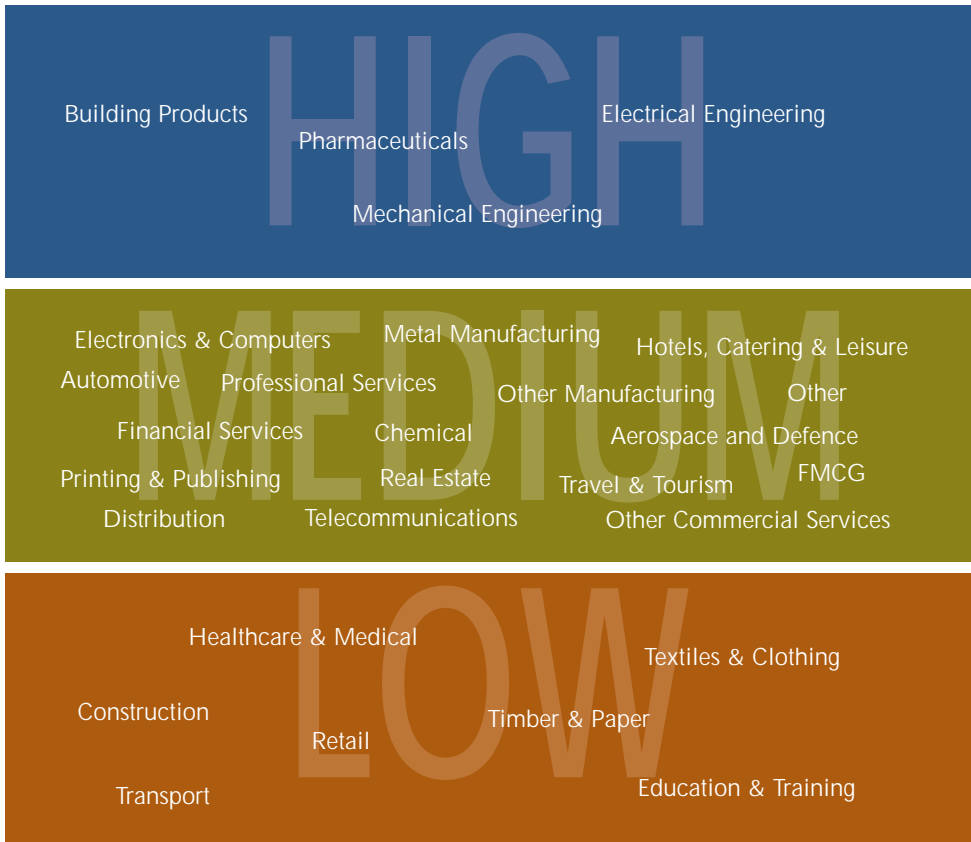 HIGH
Building Products
Electrical Engineering
Pharmaceuticals
Mechanical Engineering
MEDIUM
Electronics & Computers
Metal Manufacturing
Hotels, Catering & Leisure
Automotive
Professional Services
Other Manufacturing
Other
Financial Services
Chemical
Aerospace and Defence
Printing & Publishing
Real Estate
Travel & Tourism
FMCG
Distribution
Telecommunications
Other Commercial Services
LOW
Healthcare & Medical
Textiles & Clothing
Construction
Timber & Paper
Retail
Transport
Education & Training